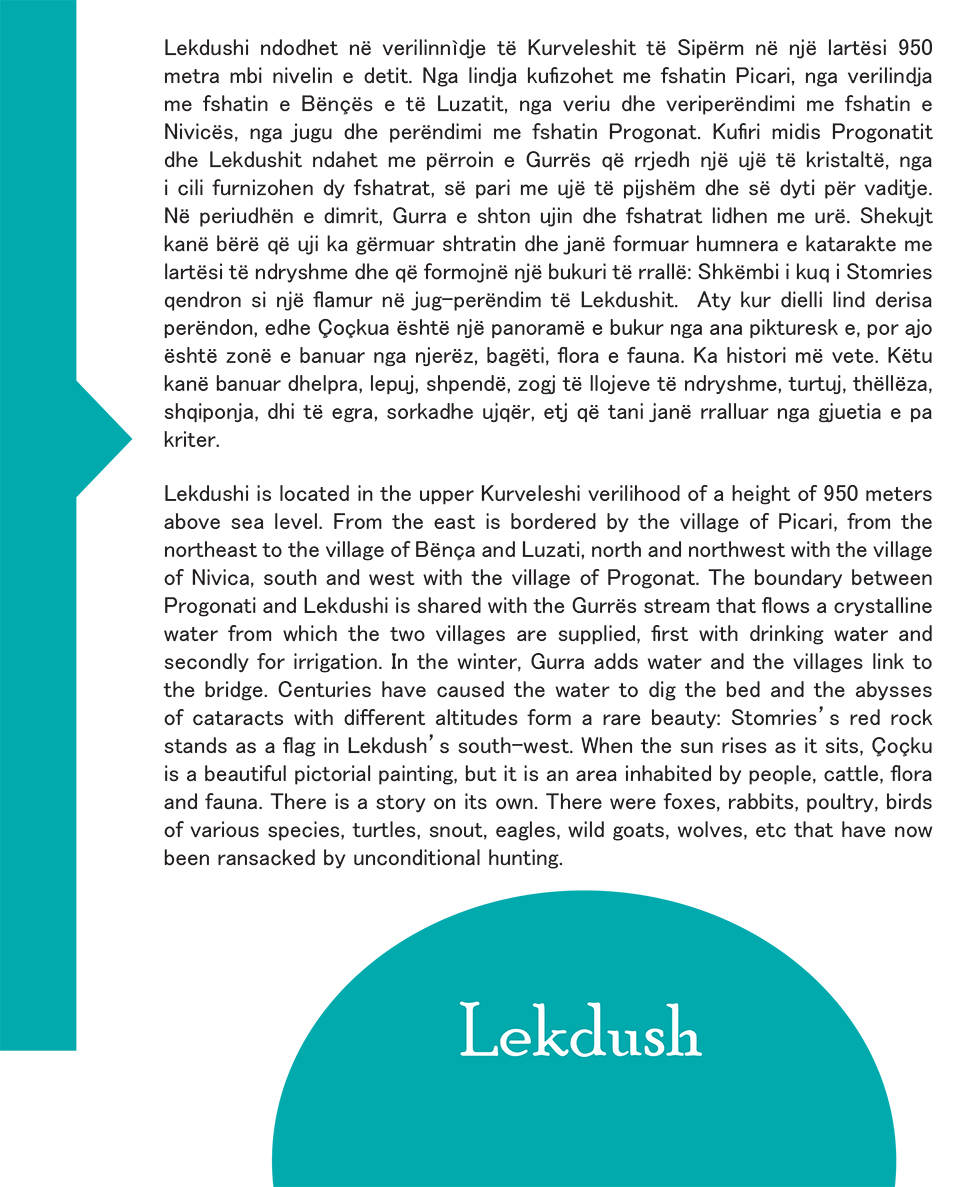 Lekdushi ndodhet në verilinnìdje të Kurveleshit të Sipërm në një lartësi 950
metra mbi nivelin e detit. Nga lindja kufizohet me fshatin Picari, nga verilindja
me fshatin e Bënçës e të Luzatit, nga veriu dhe veriperëndimi me fshatin e
Nivicës, nga jugu dhe perëndimi me fshatin Progonat. Kufiri midis Progonatit
dhe Lekdushit ndahet me përroin e Gurrës që rrjedh një ujë të kristaltë, nga
i cili furnizohen dy fshatrat, së pari me ujë të pijshëm dhe së dyti për vaditje.
Në periudhën e dimrit, Gurra e shton ujin dhe fshatrat lidhen me urë. Shekujt
kanë bërë që uji ka gërmuar shtratin dhe janë formuar humnera e katarakte me
lartësi të ndryshme dhe që formojnë një bukuri të rrallë: Shkëmbi i kuq i Stomries
qendron si një flamur në jug-perëndim të Lekdushit.  Aty kur dielli lind derisa
perëndon, edhe Çoçkua është një panoramë e bukur nga ana pikturesk e, por ajo
është zonë e banuar nga njerëz, bagëti, flora e fauna. Ka histori më vete. Këtu
kanë banuar dhelpra, lepuj, shpendë, zogj të llojeve të ndryshme, turtuj, thëllëza,
shqiponja, dhi të egra, sorkadhe ujqër, etj që tani janë rralluar nga gjuetia e pa
kriter.
Lekdushi is located in the upper Kurveleshi verilihood of a height of 950 meters
above sea level. From the east is bordered by the village of Picari, from the
northeast to the village of Bënça and Luzati, north and northwest with the village
of Nivica, south and west with the village of Progonat. The boundary between
Progonati and Lekdushi is shared with the Gurrës stream that flows a crystalline
water from which the two villages are supplied, first with drinking water and
secondly for irrigation. In the winter, Gurra adds water and the villages link to
the bridge. Centuries have caused the water to dig the bed and the abysses
of cataracts with different altitudes form a rare beauty: Stomries’s red rock
stands as a flag in Lekdush’s south-west. When the sun rises as it sits, Çoçku
is a beautiful pictorial painting, but it is an area inhabited by people, cattle, flora
and fauna. There is a story on its own. There were foxes, rabbits, poultry, birds
of various species, turtles, snout, eagles, wild goats, wolves, etc that have now
been ransacked by unconditional hunting.
Lekdush